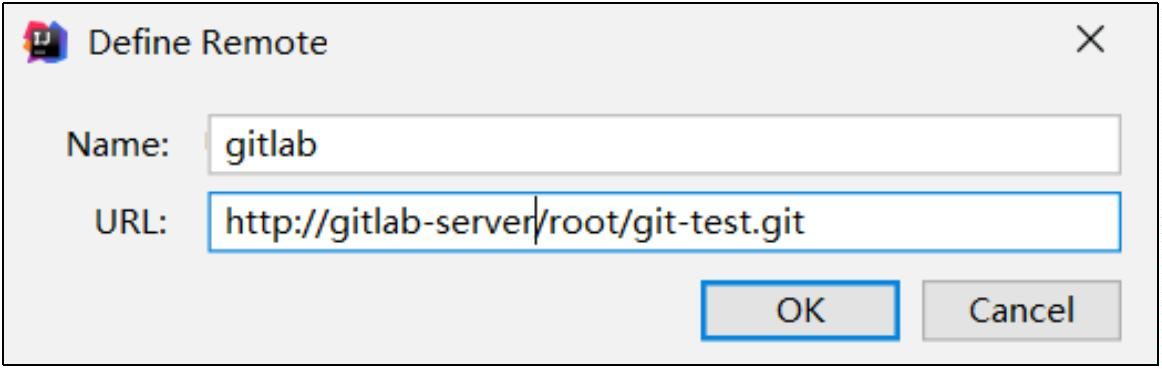 Define Remote
Name: gitlab
URL: http://gitlab-server/root/git-test.git
OK Cancel